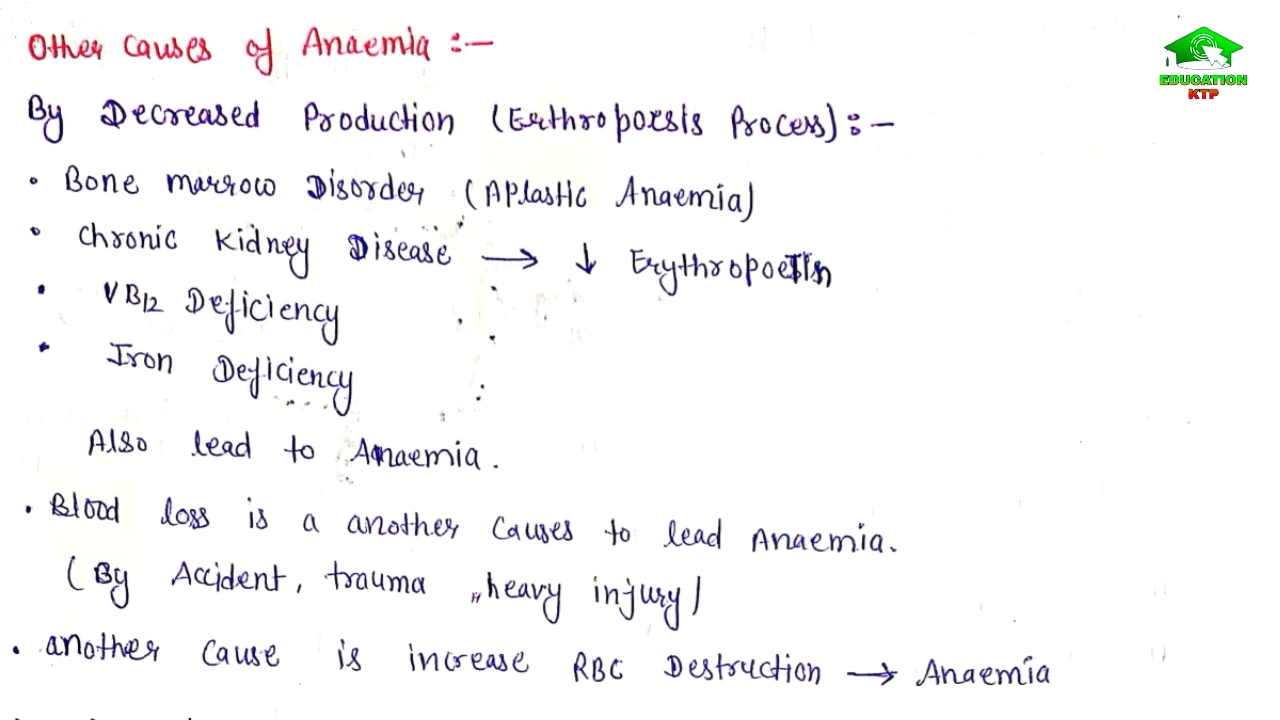 Other Causes of Anaemia :-
EDUCATION
KTP
By Decreased Production (Erthropoesis Process) :-
• Bone marrow Disorder (APlastic Anaemia)
• Chronic Kidney Disease → ↓ Erythropoetin
• VB12 Deficiency
• Iron Deficiency
Also lead to Anaemia.
• Blood loss is a another causes to lead Anaemia.
(By Accident, trauma ,, heavy injury)
• another Cause is increase RBC Destruction → Anaemia